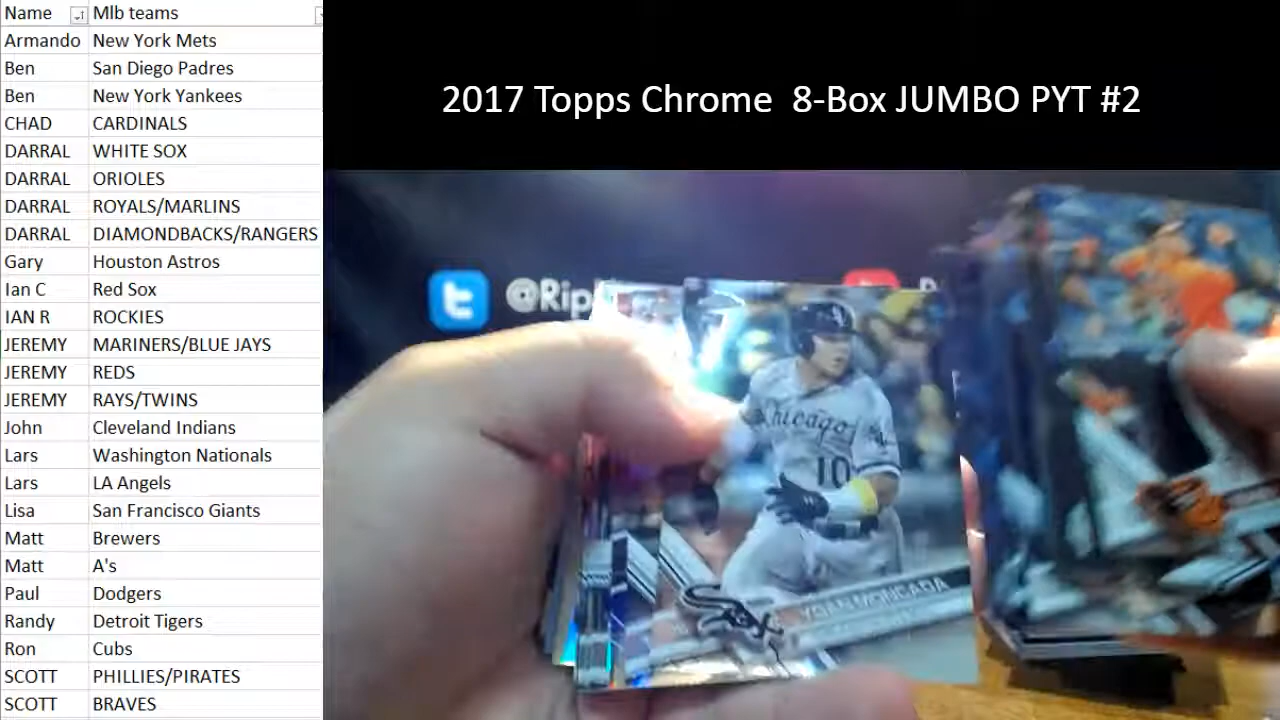 Name Mlb teams
Armando New York Mets
Ben San Diego Padres
Ben New York Yankees
CHAD CARDINALS
DARRAL WHITE SOX
DARRAL ORIOLES
DARRAL ROYALS/MARLINS
DARRAL DIAMONDBACKS/RANGERS
Gary Houston Astros
Ian C Red Sox
IAN R ROCKIES
JEREMY MARINERS/BLUE JAYS
JEREMY REDS
JEREMY RAYS/TWINS
John Cleveland Indians
Lars Washington Nationals
Lars LA Angels
Lisa San Francisco Giants
Matt Brewers
Matt A's
Paul Dodgers
Randy Detroit Tigers
Ron Cubs
SCOTT PHILLIES/PIRATES
SCOTT BRAVES
2017 Topps Chrome 8-Box JUMBO PYT #2
@Rip
Chicago
10
Sox
YOAN MONCADA